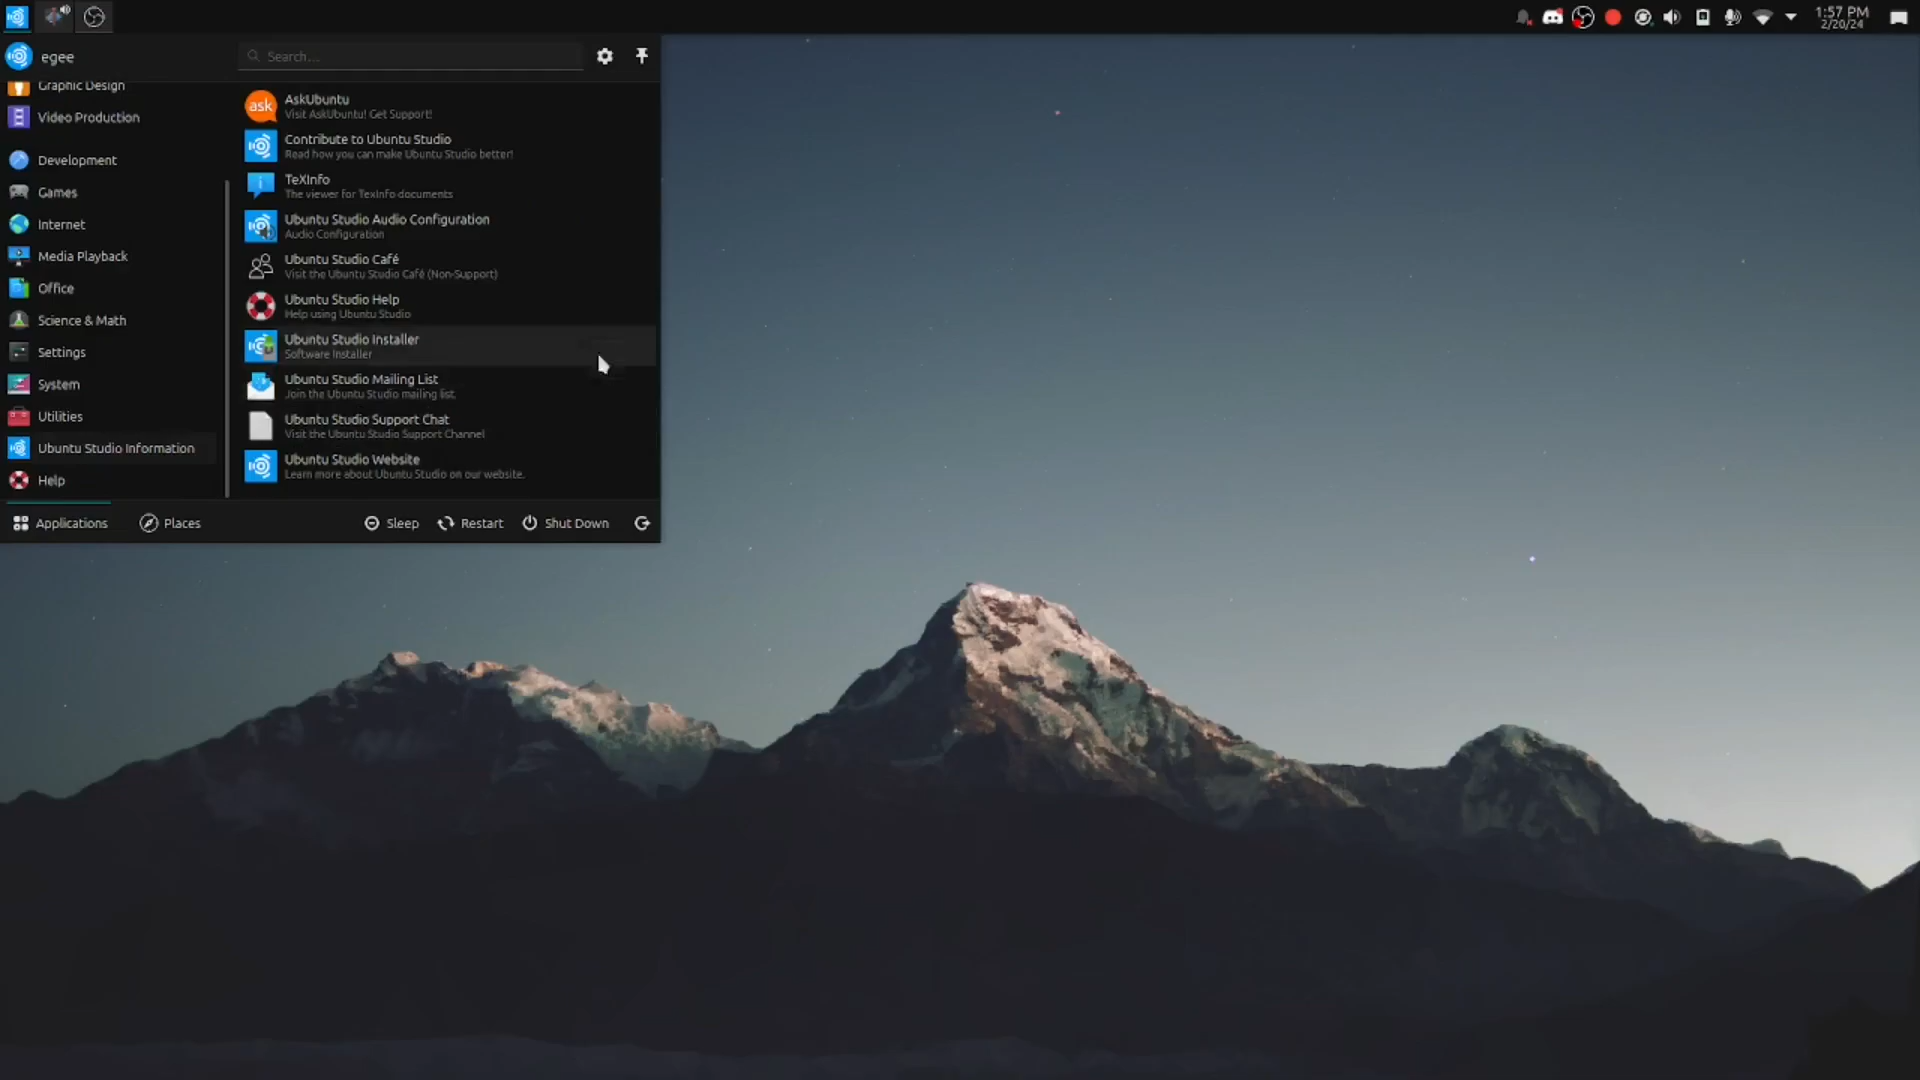 1:57 PM
2/20/24
egee
Search...
Graphic Design
Video Production
Development
Games
Internet
Media Playback
Office
Science & Math
Settings
System
Utilities
Ubuntu Studio Information
Help
ask
AskUbuntu
Visit AskUbuntu! Get Support!
Contribute to Ubuntu Studio
Read how you can make Ubuntu Studio better!
TeXInfo
The viewer for TexInfo documents
Ubuntu Studio Audio Configuration
Audio Configuration
Ubuntu Studio Café
Visit the Ubuntu Studio Café (Non-Support)
Ubuntu Studio Help
Help using Ubuntu Studio
Ubuntu Studio Installer
Software Installer
Ubuntu Studio Mailing List
Join the Ubuntu Studio mailing list.
Ubuntu Studio Support Chat
Visit the Ubuntu Studio Support Channel
Ubuntu Studio Website
Learn more about Ubuntu Studio on our website.
Applications
Places
Sleep
Restart
Shut Down